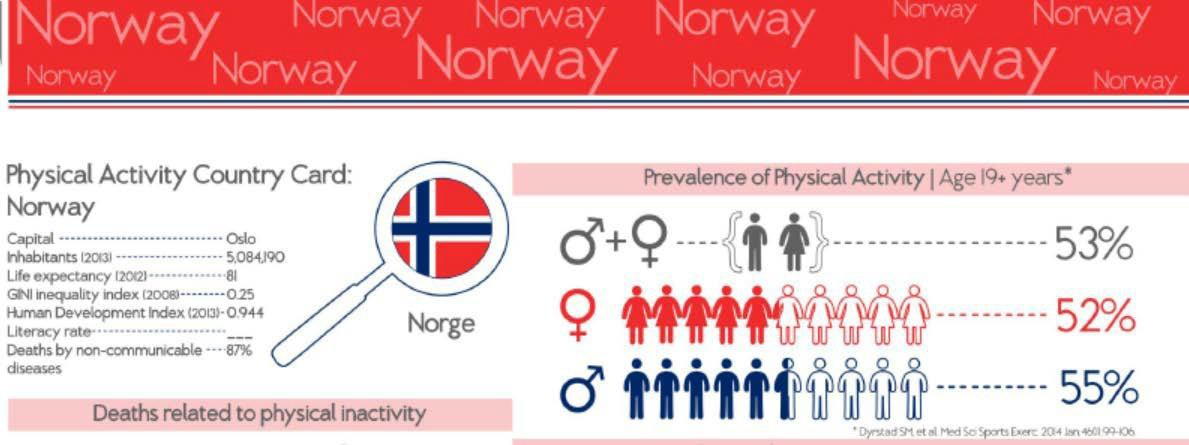 Norway Norway Norway Norway Norway Norway
Norway Norway Norway Norway Norway Norway
Physical Activity Country Card:
Norway
Capital Oslo
Inhabitants (2013) 5,084,190
Life expectancy (2012) 81
GINI inequality index (2008) 0.25
Human Development Index (2013) 0.944
Literacy rate ---
Deaths by non-communicable diseases 87%
Norge
Deaths related to physical inactivity
Prevalence of Physical Activity | Age 19+ years*
♂+♀ { } 53%
♀ 52%
♂ 55%
* Dyrstad SM, et al. Med Sci Sports Exerc. 2014 Jan;46(1):99-106.